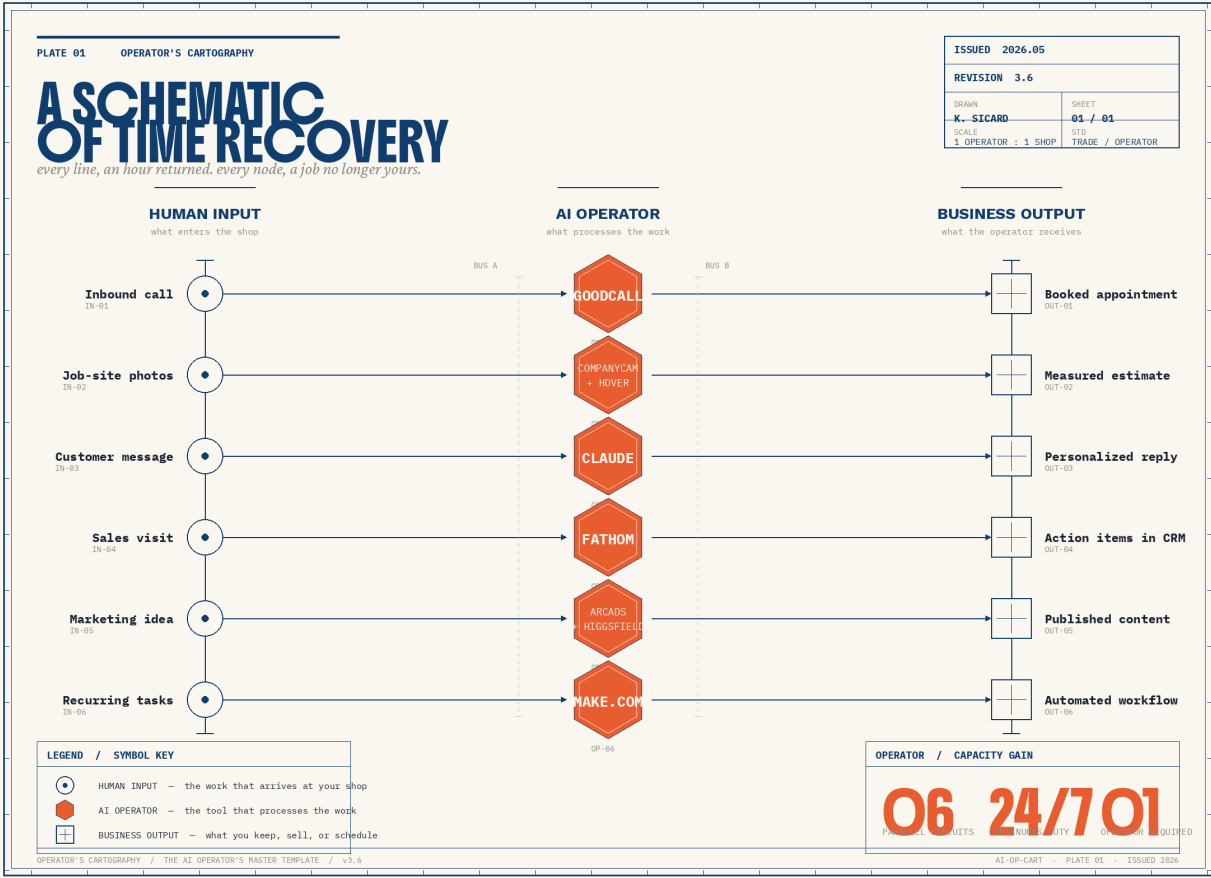 PLATE 01 OPERATOR'S CARTOGRAPHY
A SCHEMATIC
OF TIME RECOVERY
every line, an hour returned. every node, a job no longer yours.
ISSUED 2026.05
REVISION 3.6
DRAWN SHEET
K. SICARD 01 / 01
SCALE STD
1 OPERATOR : 1 SHOP TRADE / OPERATOR
HUMAN INPUT
what enters the shop
AI OPERATOR
what processes the work
BUSINESS OUTPUT
what the operator receives
BUS A
BUS B
Inbound call
IN-01
GOODCALL
Booked appointment
OUT-01
Job-site photos
IN-02
COMPANYCAM
+ HOVER
Measured estimate
OUT-02
Customer message
IN-03
CLAUDE
Personalized reply
OUT-03
Sales visit
IN-04
FATHOM
Action items in CRM
OUT-04
Marketing idea
IN-05
ARCADS
+ HIGGSFIELD
Published content
OUT-05
Recurring tasks
IN-06
MAKE.COM
Automated workflow
OUT-06
OP-06
LEGEND / SYMBOL KEY
HUMAN INPUT — the work that arrives at your shop
AI OPERATOR — the tool that processes the work
BUSINESS OUTPUT — what you keep, sell, or schedule
OPERATOR / CAPACITY GAIN
06 24/7 01
OPERATOR'S CARTOGRAPHY / THE AI OPERATOR'S MASTER TEMPLATE / v3.6
AI-OP-CART · PLATE 01 · ISSUED 2026